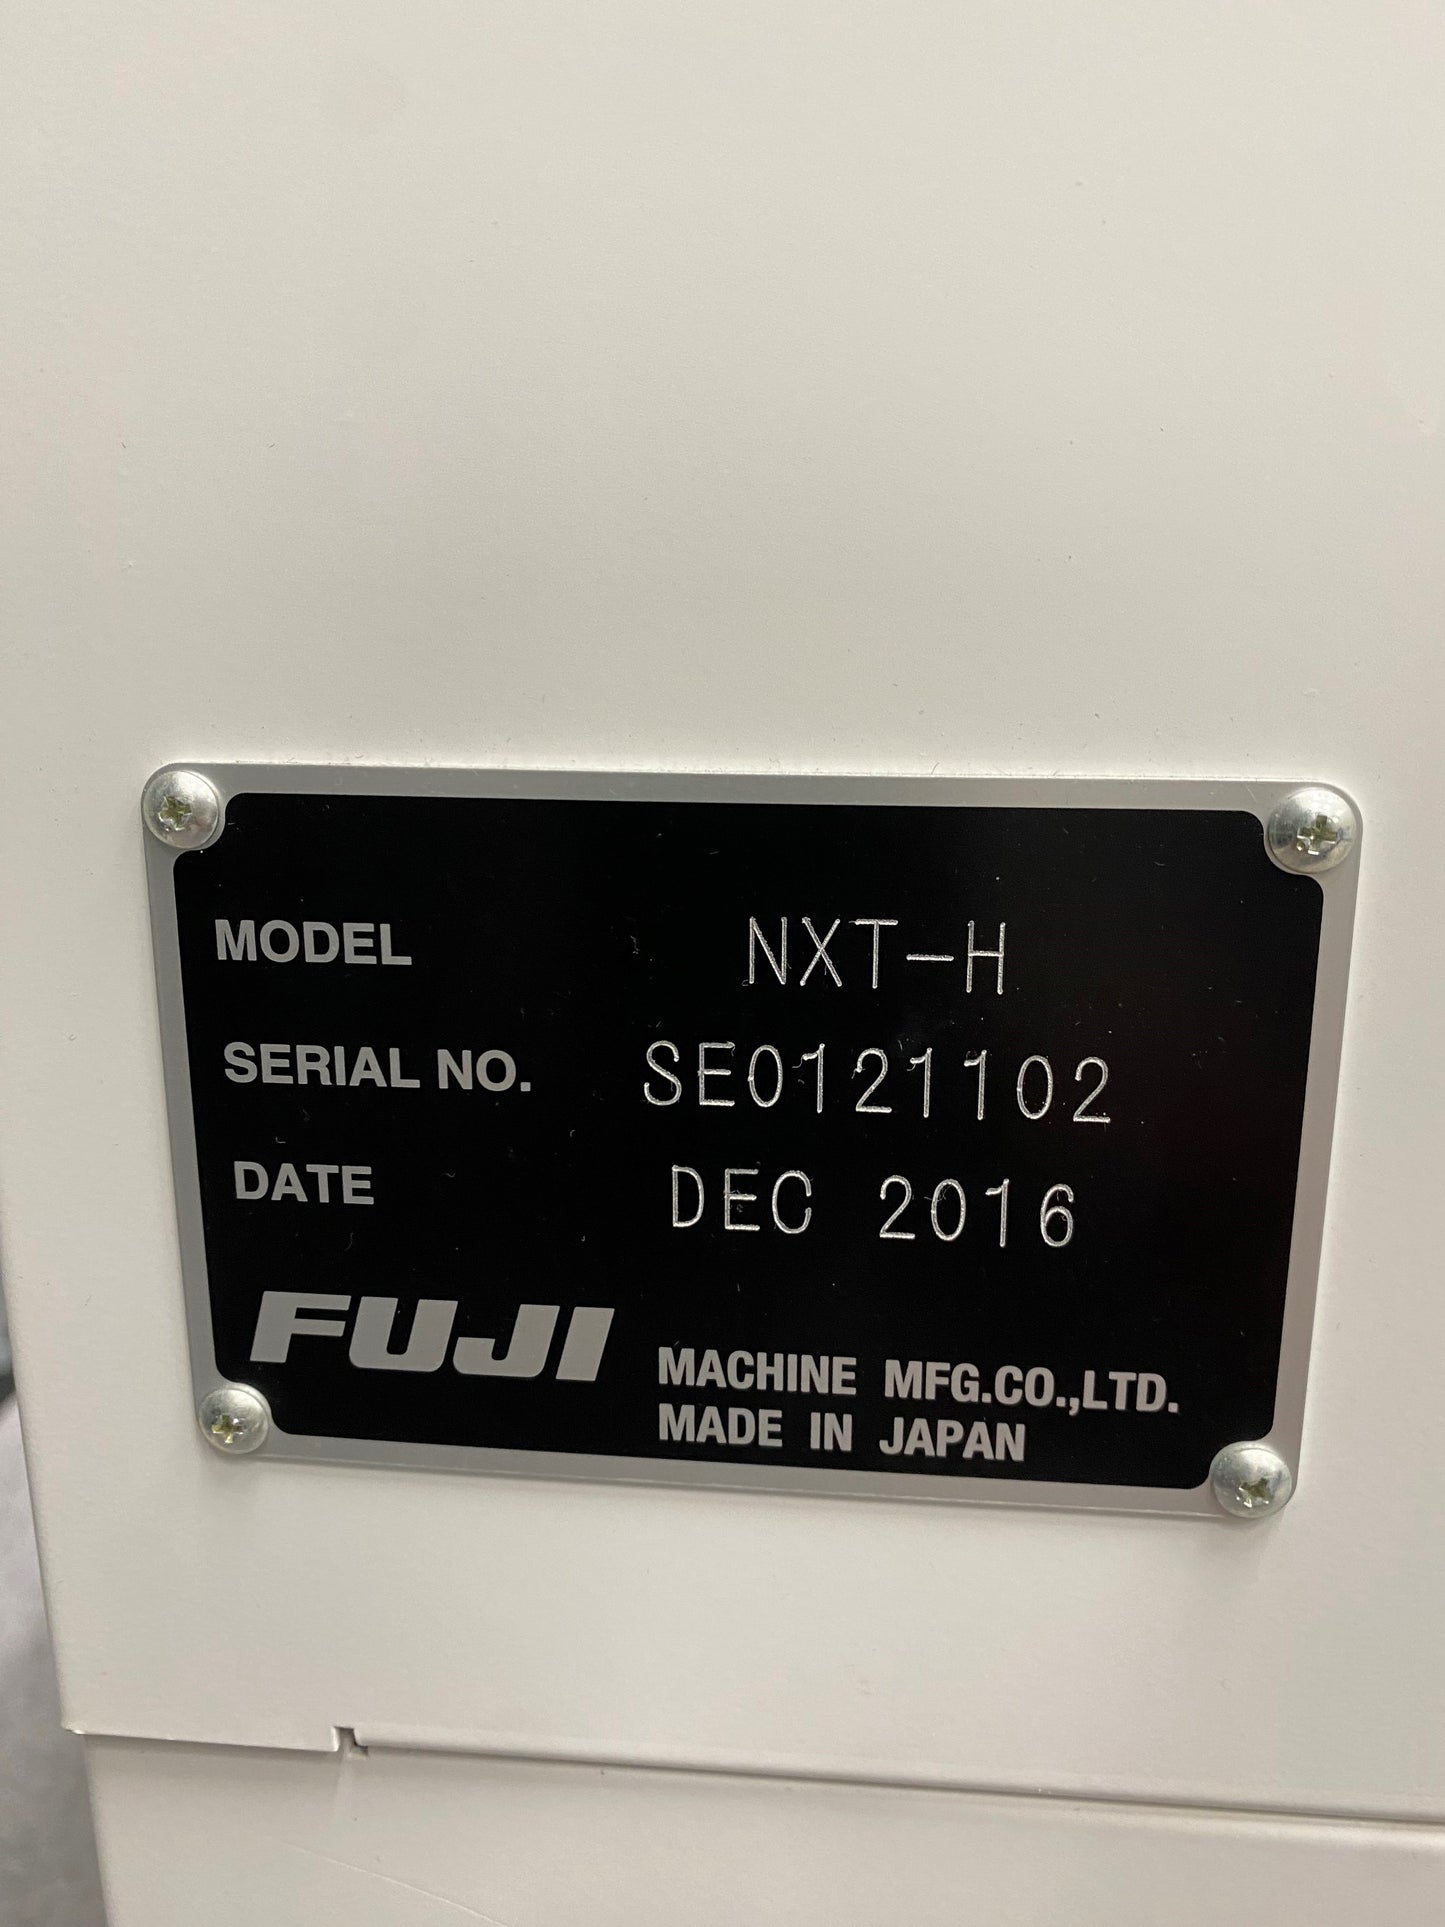 MODEL NXT-H
SERIAL NO. SE0121102
DATE DEC 2016
FUJI MACHINE MFG.CO.,LTD.
MADE IN JAPAN